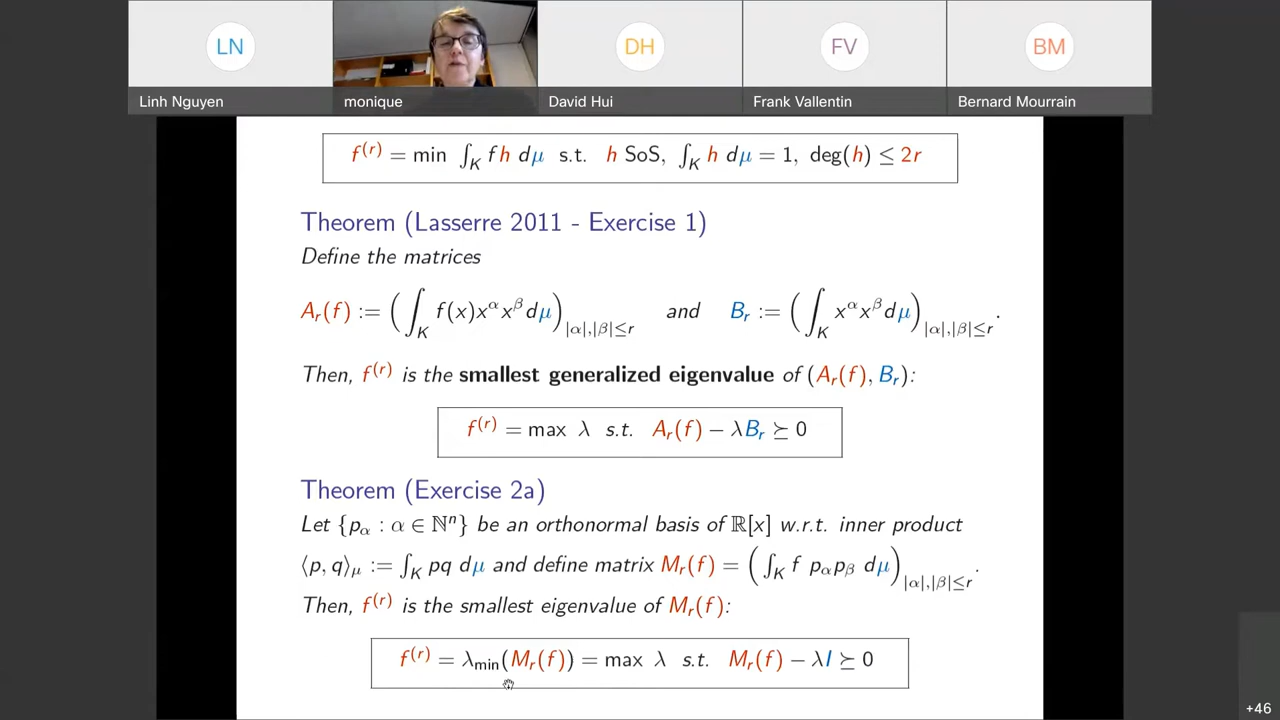 LN
DH
FV
BM
Linh Nguyen
monique
David Hui
Frank Vallentin
Bernard Mourrain
f^(r) = min ∫_K fh dμ s.t. h SoS, ∫_K h dμ = 1, deg(h) ≤ 2r
Theorem (Lasserre 2011 - Exercise 1)
Define the matrices
A_r(f) := (∫_K f(x)x^α x^β dμ)_{|α|,|β|≤r} and B_r := (∫_K x^α x^β dμ)_{|α|,|β|≤r}.
Then, f^(r) is the smallest generalized eigenvalue of (A_r(f), B_r):
f^(r) = max λ s.t. A_r(f) − λB_r ⪰ 0
Theorem (Exercise 2a)
Let {p_α : α ∈ ℕ^n} be an orthonormal basis of ℝ[x] w.r.t. inner product
⟨p, q⟩_μ := ∫_K pq dμ and define matrix M_r(f) = (∫_K f p_α p_β dμ)_{|α|,|β|≤r}.
Then, f^(r) is the smallest eigenvalue of M_r(f):
f^(r) = λ_min(M_r(f)) = max λ s.t. M_r(f) − λI ⪰ 0
+46